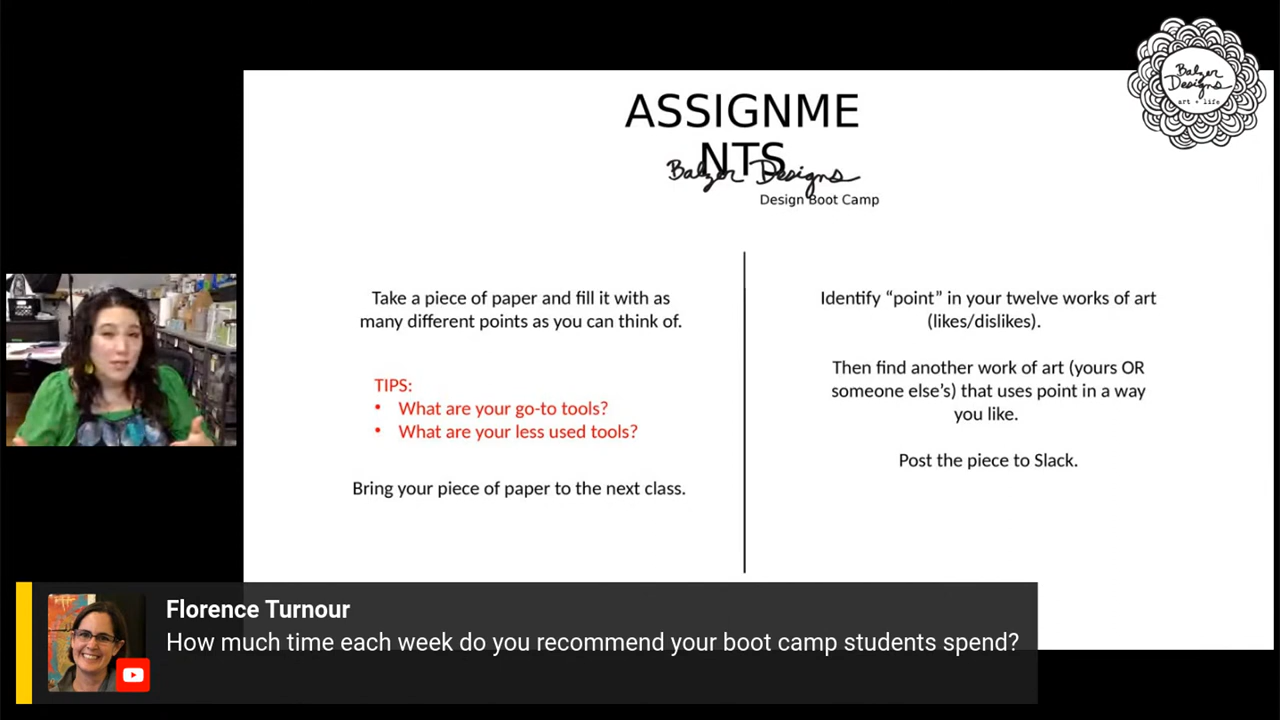 Balzer
Designs
art + life
ASSIGNME
NTS
Balzer Designs
Design Boot Camp
Take a piece of paper and fill it with as
many different points as you can think of.
TIPS:
• What are your go-to tools?
• What are your less used tools?
Bring your piece of paper to the next class.
Identify “point” in your twelve works of art
(likes/dislikes).
Then find another work of art (yours OR
someone else’s) that uses point in a way
you like.
Post the piece to Slack.
Florence Turnour
How much time each week do you recommend your boot camp students spend?